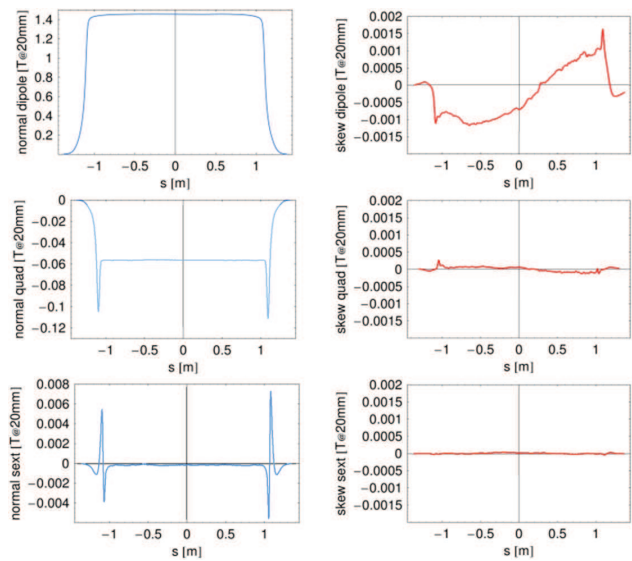 1.4
1.2
1
0.8
0.6
0.4
0.2
−1 −0.5 0 0.5 1
s [m]
normal dipole [T@20mm]
0.002
0.0015
0.001
0.0005
0
−0.0005
−0.001
−0.0015
−1 −0.5 0 0.5 1
s [m]
skew dipole [T@20mm]
0
−0.02
−0.04
−0.06
−0.08
−0.1
−0.12
−1 −0.5 0 0.5 1
s [m]
normal quad [T@20mm]
0.002
0.0015
0.001
0.0005
0
−0.0005
−0.001
−0.0015
−1 −0.5 0 0.5 1
s [m]
skew quad [T@20mm]
0.008
0.006
0.004
0.002
0
−0.002
−0.004
−1 −0.5 0 0.5 1
s [m]
normal sext [T@20mm]
0.002
0.0015
0.001
0.0005
0
−0.0005
−0.001
−0.0015
−1 −0.5 0 0.5 1
s [m]
skew sext [T@20mm]